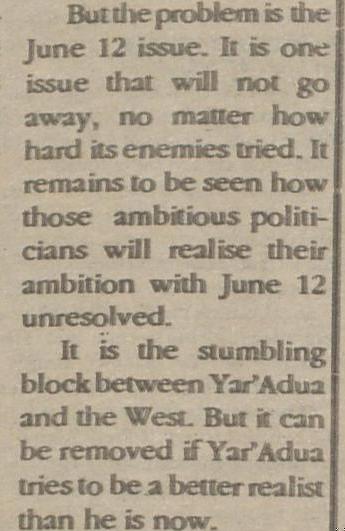 But the problem is the
June 12 issue. It is one
issue that will not go
away, no matter how
hard its enemies tried. It
remains to be seen how
those ambitious politi-
cians will realise their
ambition with June 12
unresolved.
It is the stumbling
block between Yar'Adua
and the West. But it can
be removed if Yar'Adua
tries to be a better realist
than he is now.